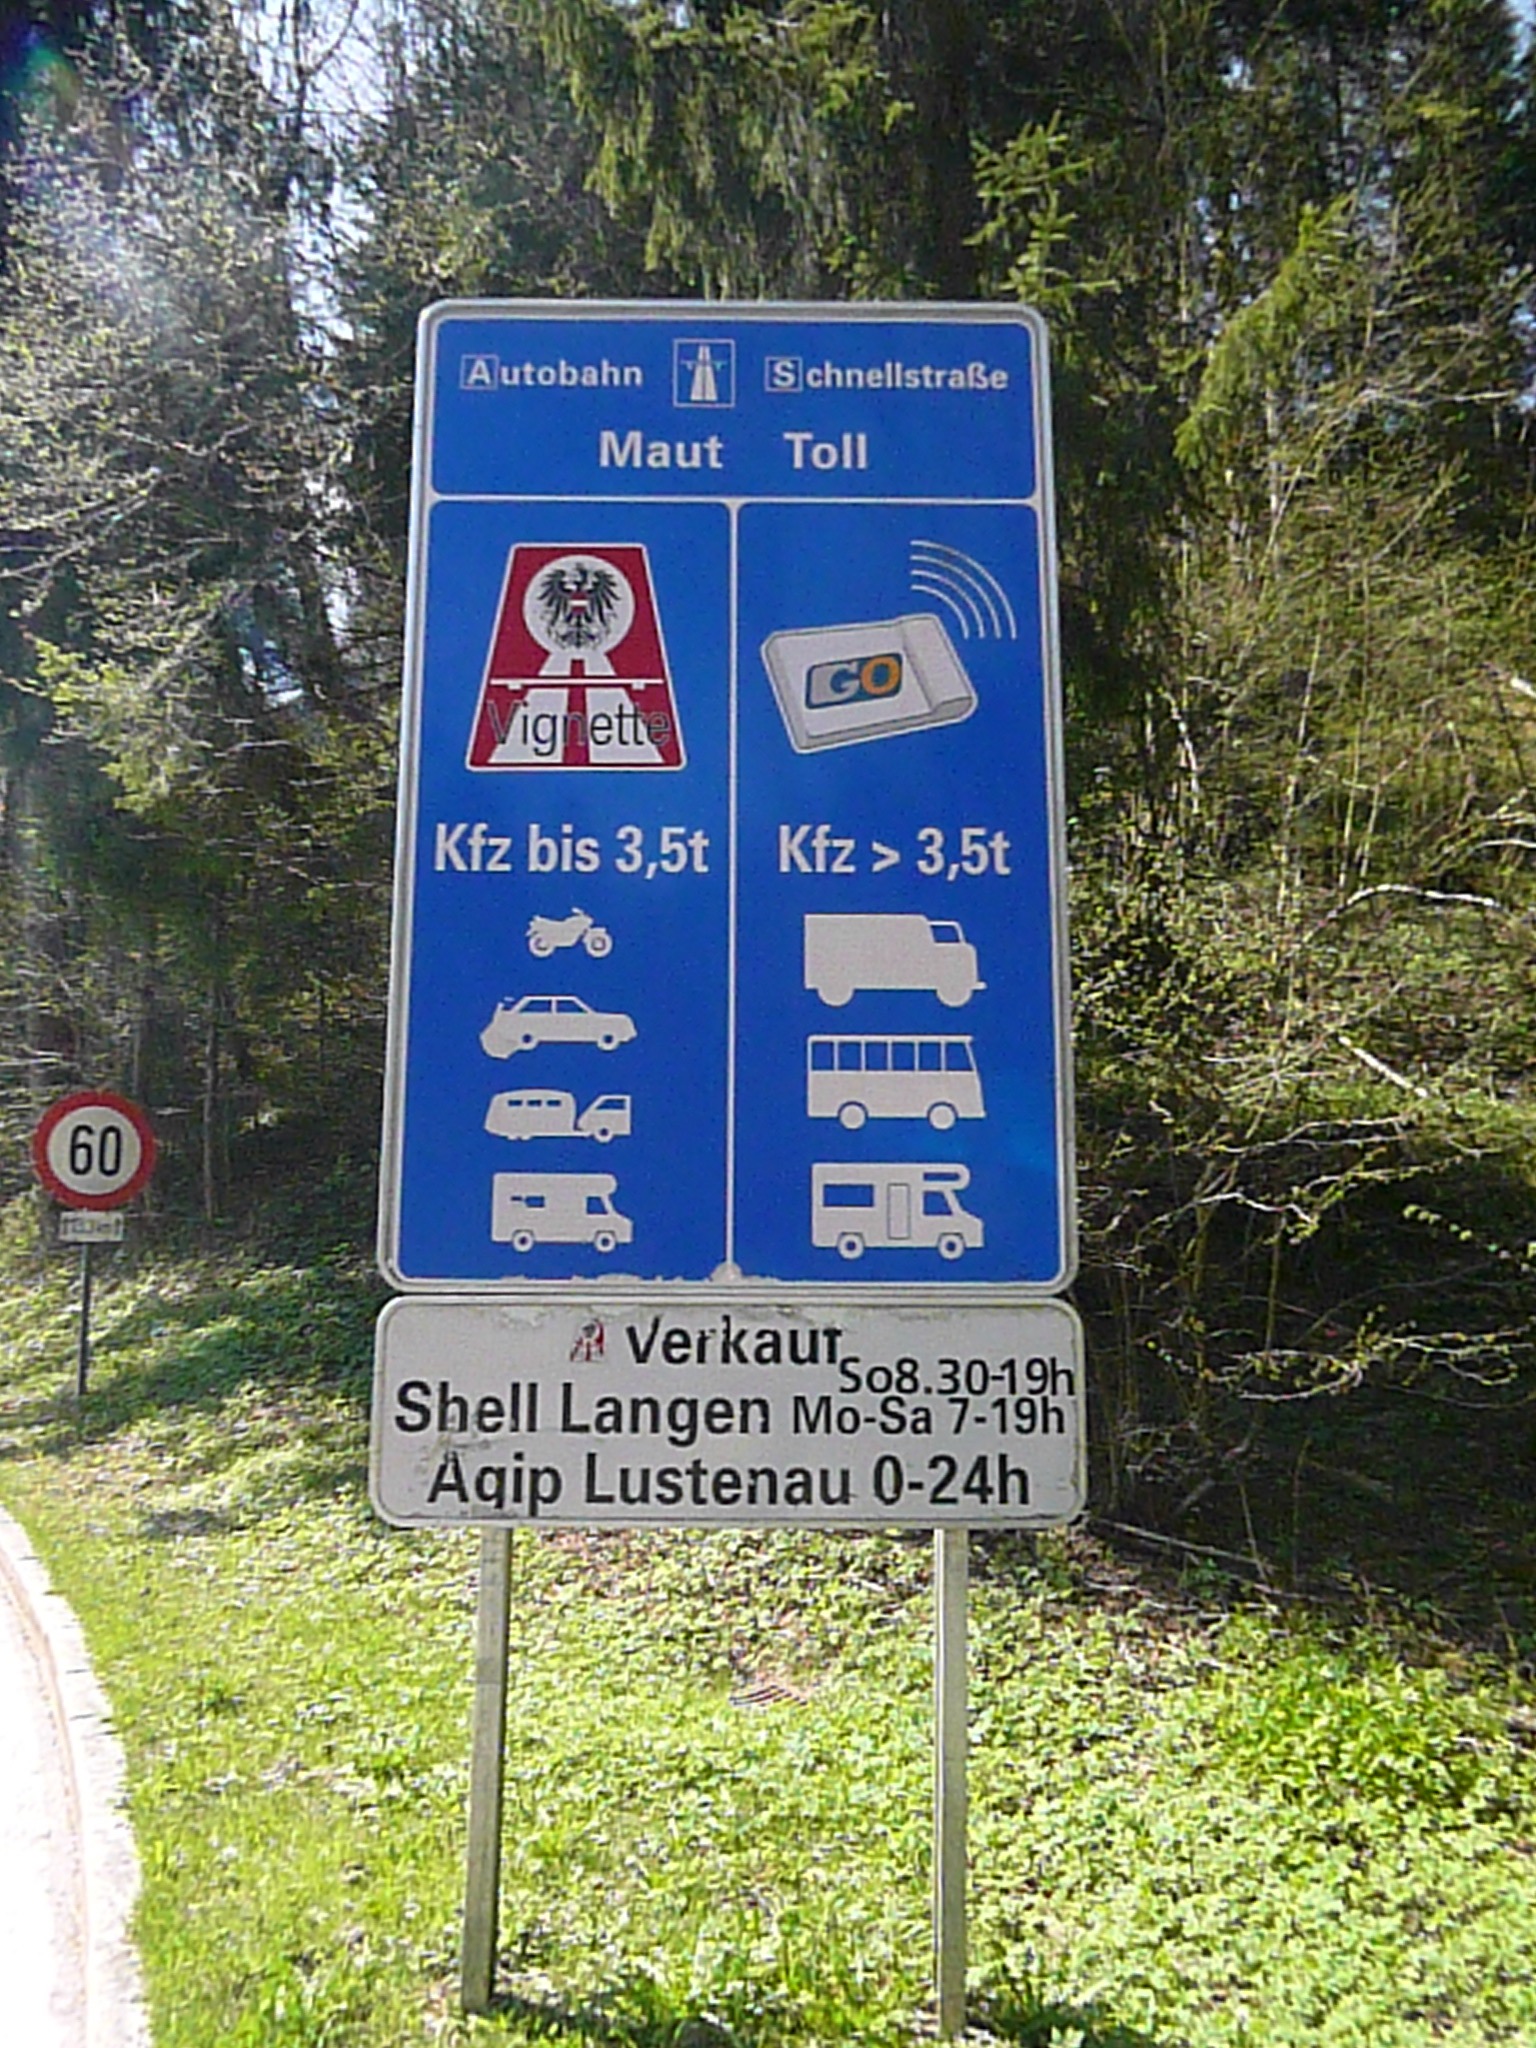 Autobahn Schnellstraße
Maut Toll
Vignette
GO
Kfz bis 3,5t
Kfz > 3,5t
60
Verkauf
So8.30-19h
Shell Langen Mo-Sa 7-19h
Agip Lustenau 0-24h